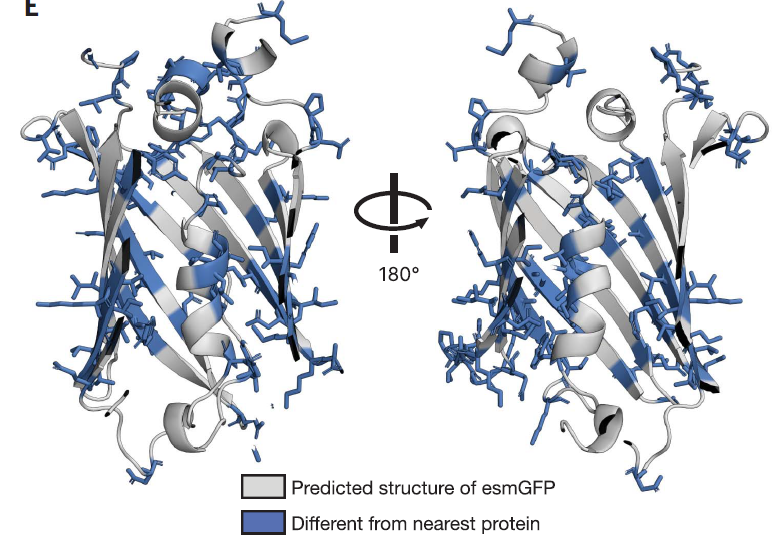 E
180°
Predicted structure of esmGFP
Different from nearest protein